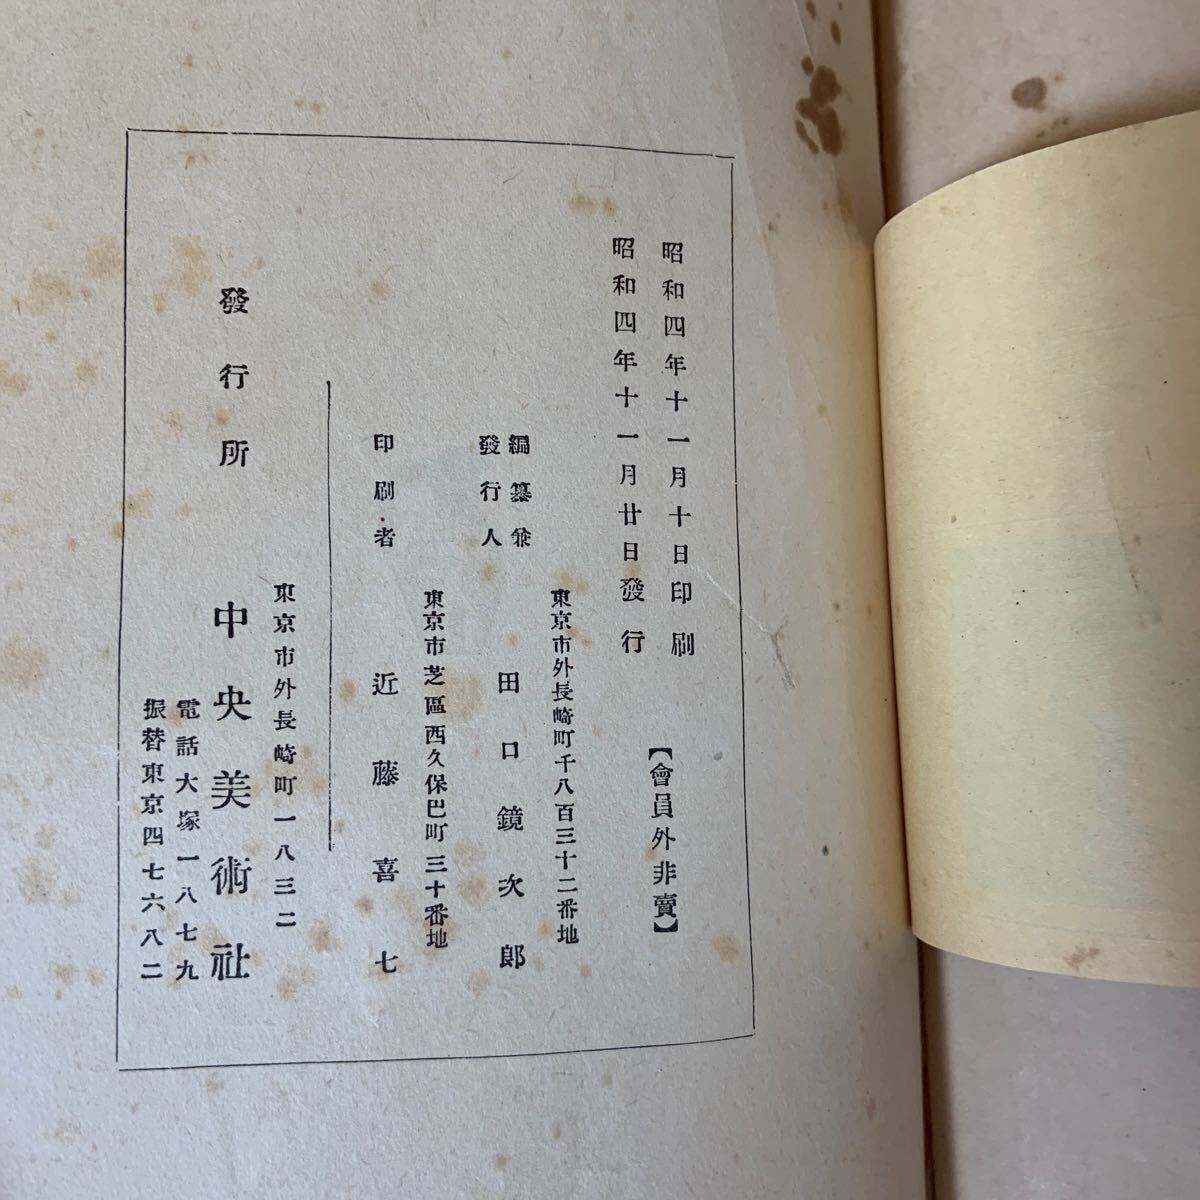 昭和四年十一月十日印刷
昭和四年十一月廿日發行
【會員外非賣】
東京市外長崎町千八百三十二番地
編纂兼
發行人
田口鏡次郎
東京市芝區西久保巴町三十番地
印刷者
近藤喜七
東京市外長崎町一八三二
發行所
中央美術社
電話大塚一八七九
振替東京四七六八二